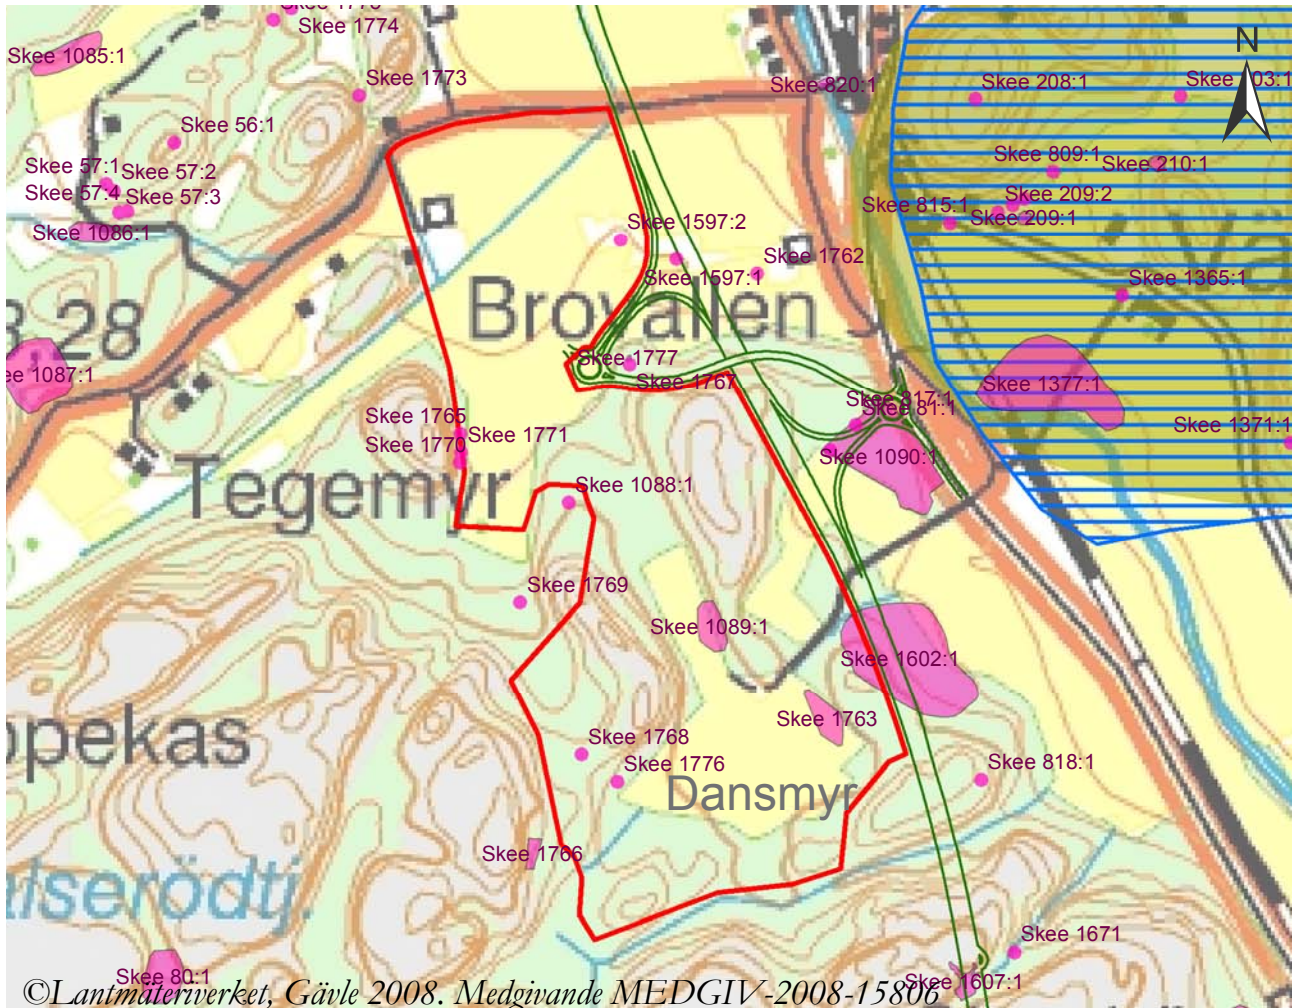 Skee 1774
Skee 1085:1
Skee 1773
Skee 820:1
Skee 208:1
N
Skee 56:1
Skee 57:1
Skee 57:2
Skee 57:4
Skee 57:3
Skee 1086:1
Skee 809:1
Skee 210:1
Skee 209:2
Skee 815:1
Skee 209:1
Skee 1597:2
Skee 1762
Skee 1597:1
Skee 1365:1
Brovallen
Skee 1777
Skee 1767
Skee 1377:1
Skee 817:1
Skee 81:1
Skee 1371:1
Skee 1765
Skee 1771
Skee 1770
Skee 1090:1
Tegemyr
Skee 1088:1
Skee 1769
Skee 1089:1
Skee 1602:1
Skee 1763
Skee 1768
Skee 1776
Skee 818:1
Dansmyr
Skee 1766
Skee 1671
Skee 80:1
Skee 1607:1
©Lantmäteriverket, Gävle 2008. Medgivande MEDGIV-2008-15806